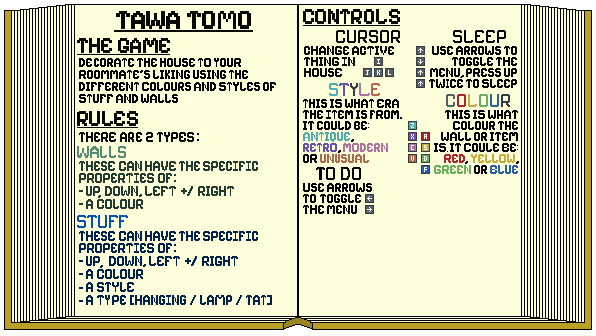 TAWA TOMO
THE GAME
DECORATE THE HOUSE TO YOUR
ROOMMATE'S LIKING USING THE
DIFFERENT COLOURS AND STYLES OF
STUFF AND WALLS
RULES
THERE ARE 2 TYPES:
WALLS
THESE CAN HAVE THE SPECIFIC
PROPERTIES OF:
- UP, DOWN, LEFT +/ RIGHT
- A COLOUR
STUFF
THESE CAN HAVE THE SPECIFIC
PROPERTIES OF:
- UP, DOWN, LEFT +/ RIGHT
- A COLOUR
- A STYLE
- A TYPE [HANGING / LAMP / TAT]
CONTROLS
CURSOR
CHANGE ACTIVE
THING IN I
HOUSE J K L
STYLE
THIS IS WHAT ERA
THE ITEM IS FROM.
IT COULD BE: Z
ANTIQUE, X
RETRO, MODERN C
OR UNUSUAL V
TO DO
USE ARROWS
TO TOGGLE ←
THE MENU →
SLEEP
↑ USE ARROWS TO
↓ TOGGLE THE
↑ MENU, PRESS UP
↑ TWICE TO SLEEP
COLOUR
THIS IS WHAT
COLOUR THE
A WALL OR ITEM
S IS IT COULD BE:
D RED, YELLOW,
F GREEN OR BLUE